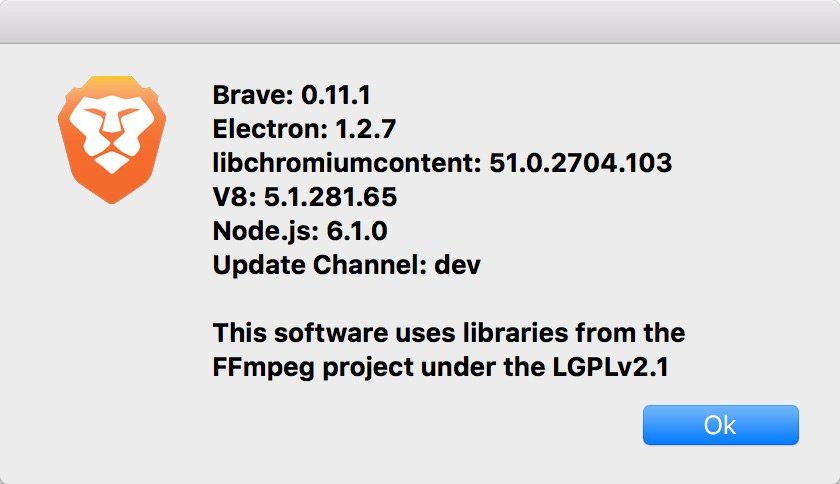 Brave: 0.11.1
Electron: 1.2.7
libchromiumcontent: 51.0.2704.103
V8: 5.1.281.65
Node.js: 6.1.0
Update Channel: dev
This software uses libraries from the
FFmpeg project under the LGPLv2.1
Ok